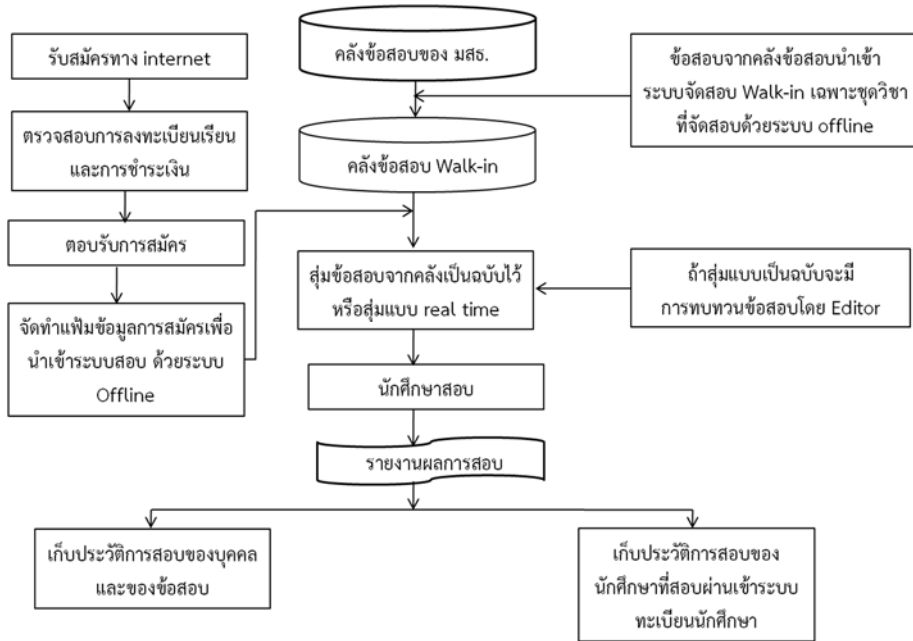 รับสมัครทาง internet
ตรวจสอบการลงทะเบียนเรียน
และการชำระเงิน
ตอบรับการสมัคร
จัดทำแฟ้มข้อมูลการสมัครเพื่อ
นำเข้าระบบสอบ ด้วยระบบ
Offline
คลังข้อสอบของ มสธ.
ข้อสอบจากคลังข้อสอบนำเข้า
ระบบจัดสอบ Walk-in เฉพาะชุดวิชา
ที่จัดสอบด้วยระบบ offline
คลังข้อสอบ Walk-in
สุ่มข้อสอบจากคลังเป็นฉบับไว้
หรือสุ่มแบบ real time
ถ้าสุ่มแบบเป็นฉบับจะมี
การทบทวนข้อสอบโดย Editor
นักศึกษาสอบ
รายงานผลการสอบ
เก็บประวัติการสอบของบุคคล
และของข้อสอบ
เก็บประวัติการสอบของ
นักศึกษาที่สอบผ่านเข้าระบบ
ทะเบียนนักศึกษา